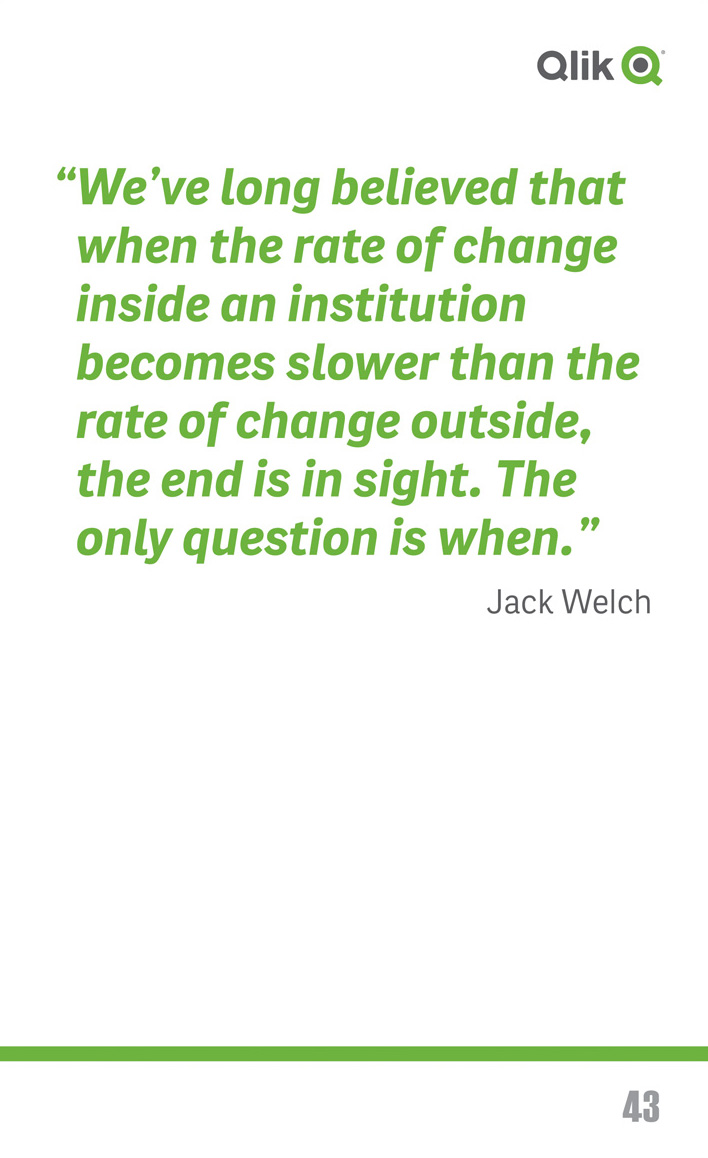 Qlik
“We’ve long believed that
when the rate of change
inside an institution
becomes slower than the
rate of change outside,
the end is in sight. The
only question is when.”
Jack Welch
43